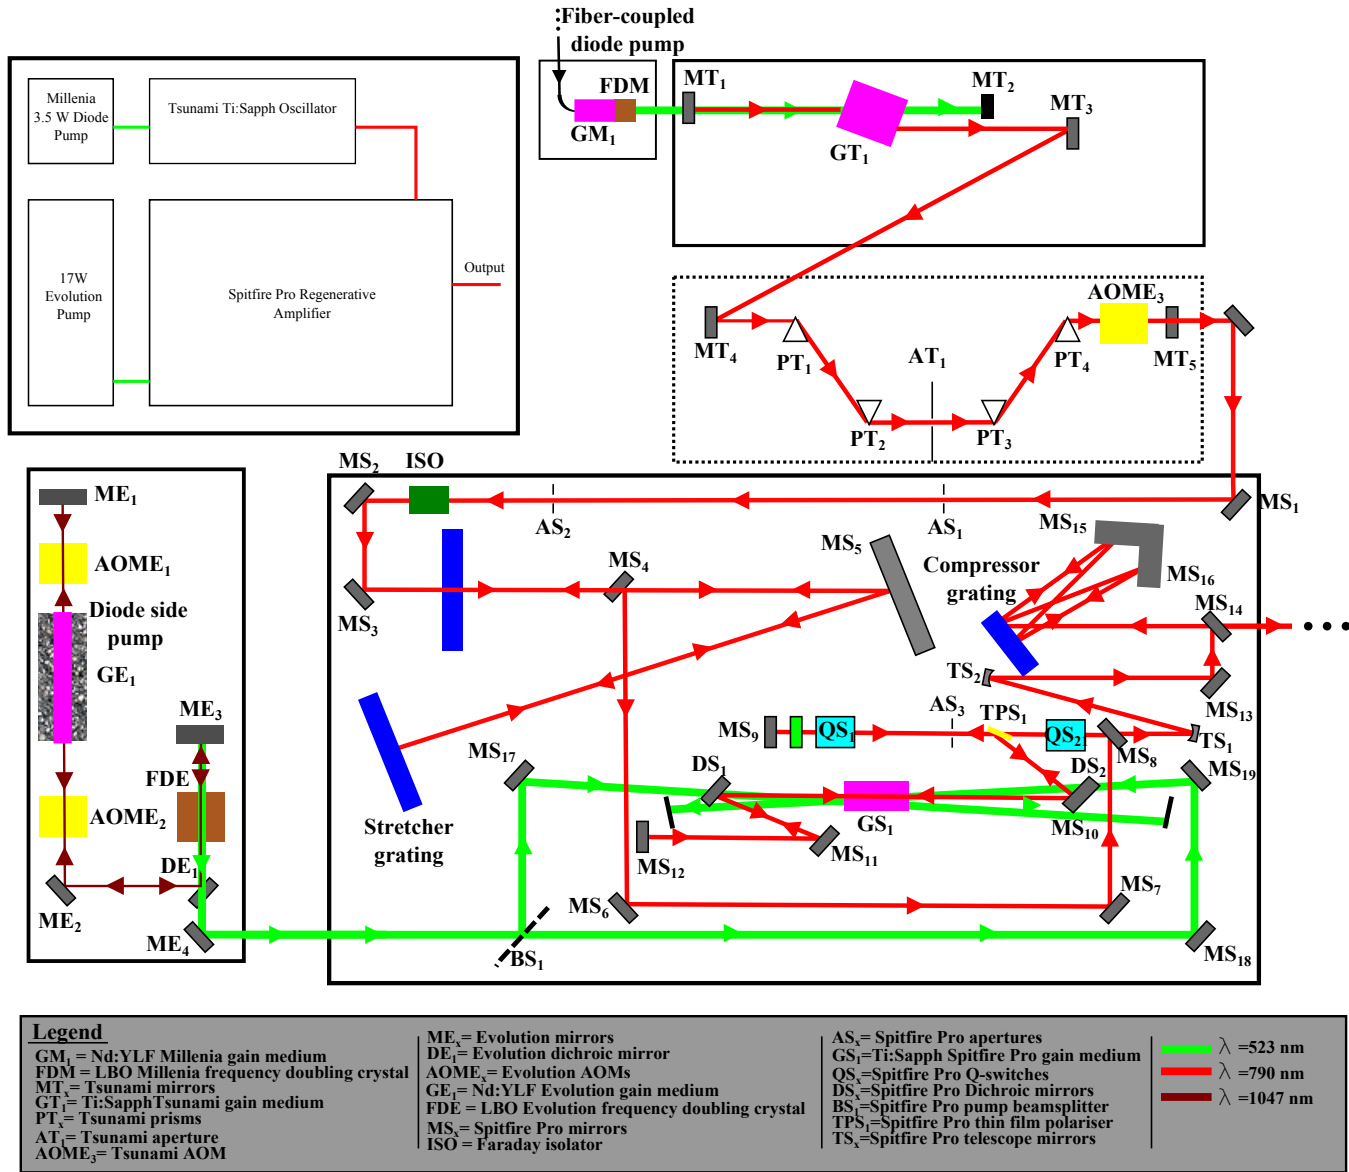 Fiber-coupled
diode pump
Millenia
3.5 W Diode
Pump
Tsunami Ti:Sapph Oscillator
17W
Evolution
Pump
Spitfire Pro Regenerative
Amplifier
Output
FDM
GM1
MT1
MT2
MT3
GT1
MT4
PT1
PT2
AT1
PT3
PT4
AOME3
MT5
ME1
AOME1
Diode side
pump
GE1
ME3
FDE
AOME2
DE1
ME2
ME4
MS2
ISO
AS2
AS1
MS1
MS3
MS4
MS5
MS15
Compressor
grating
MS16
MS14
TS2
MS13
Stretcher
grating
MS17
MS9
QS1
AS3
TPS1
QS21
MS8
TS1
MS19
DS1
DS2
GS1
MS10
MS12
MS11
MS6
MS7
BS1
MS18
Legend
GM1 = Nd:YLF Millenia gain medium
FDM = LBO Millenia frequency doubling crystal
MTx= Tsunami mirrors
GT1= Ti:SapphTsunami gain medium
PTx= Tsunami prisms
AT1= Tsunami aperture
AOME3= Tsunami AOM
MEx= Evolution mirrors
DE1= Evolution dichroic mirror
AOMEx= Evolution AOMs
GE1= Nd:YLF Evolution gain medium
FDE = LBO Evolution frequency doubling crystal
MSx= Spitfire Pro mirrors
ISO = Faraday isolator
ASx= Spitfire Pro apertures
GS1=Ti:Sapph Spitfire Pro gain medium
QSx=Spitfire Pro Q-switches
DSx=Spitfire Pro Dichroic mirrors
BS1=Spitfire Pro pump beamsplitter
TPS1=Spitfire Pro thin film polariser
TSx=Spitfire Pro telescope mirrors
λ =523 nm
λ =790 nm
λ =1047 nm